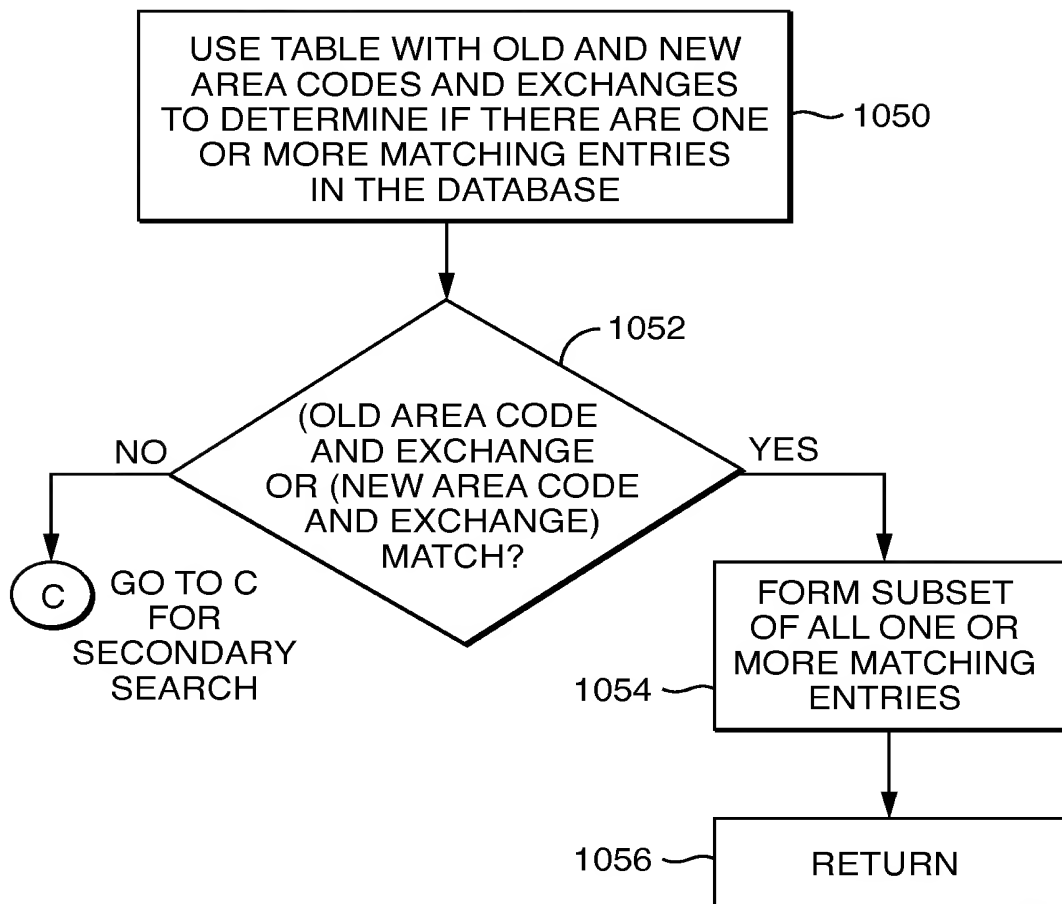 USE TABLE WITH OLD AND NEW
AREA CODES AND EXCHANGES
TO DETERMINE IF THERE ARE ONE
OR MORE MATCHING ENTRIES
IN THE DATABASE
1050
1052
(OLD AREA CODE
AND EXCHANGE
OR (NEW AREA CODE
AND EXCHANGE)
MATCH?
NO
YES
C
GO TO C
FOR
SECONDARY
SEARCH
FORM SUBSET
OF ALL ONE OR
MORE MATCHING
ENTRIES
1054
1056
RETURN